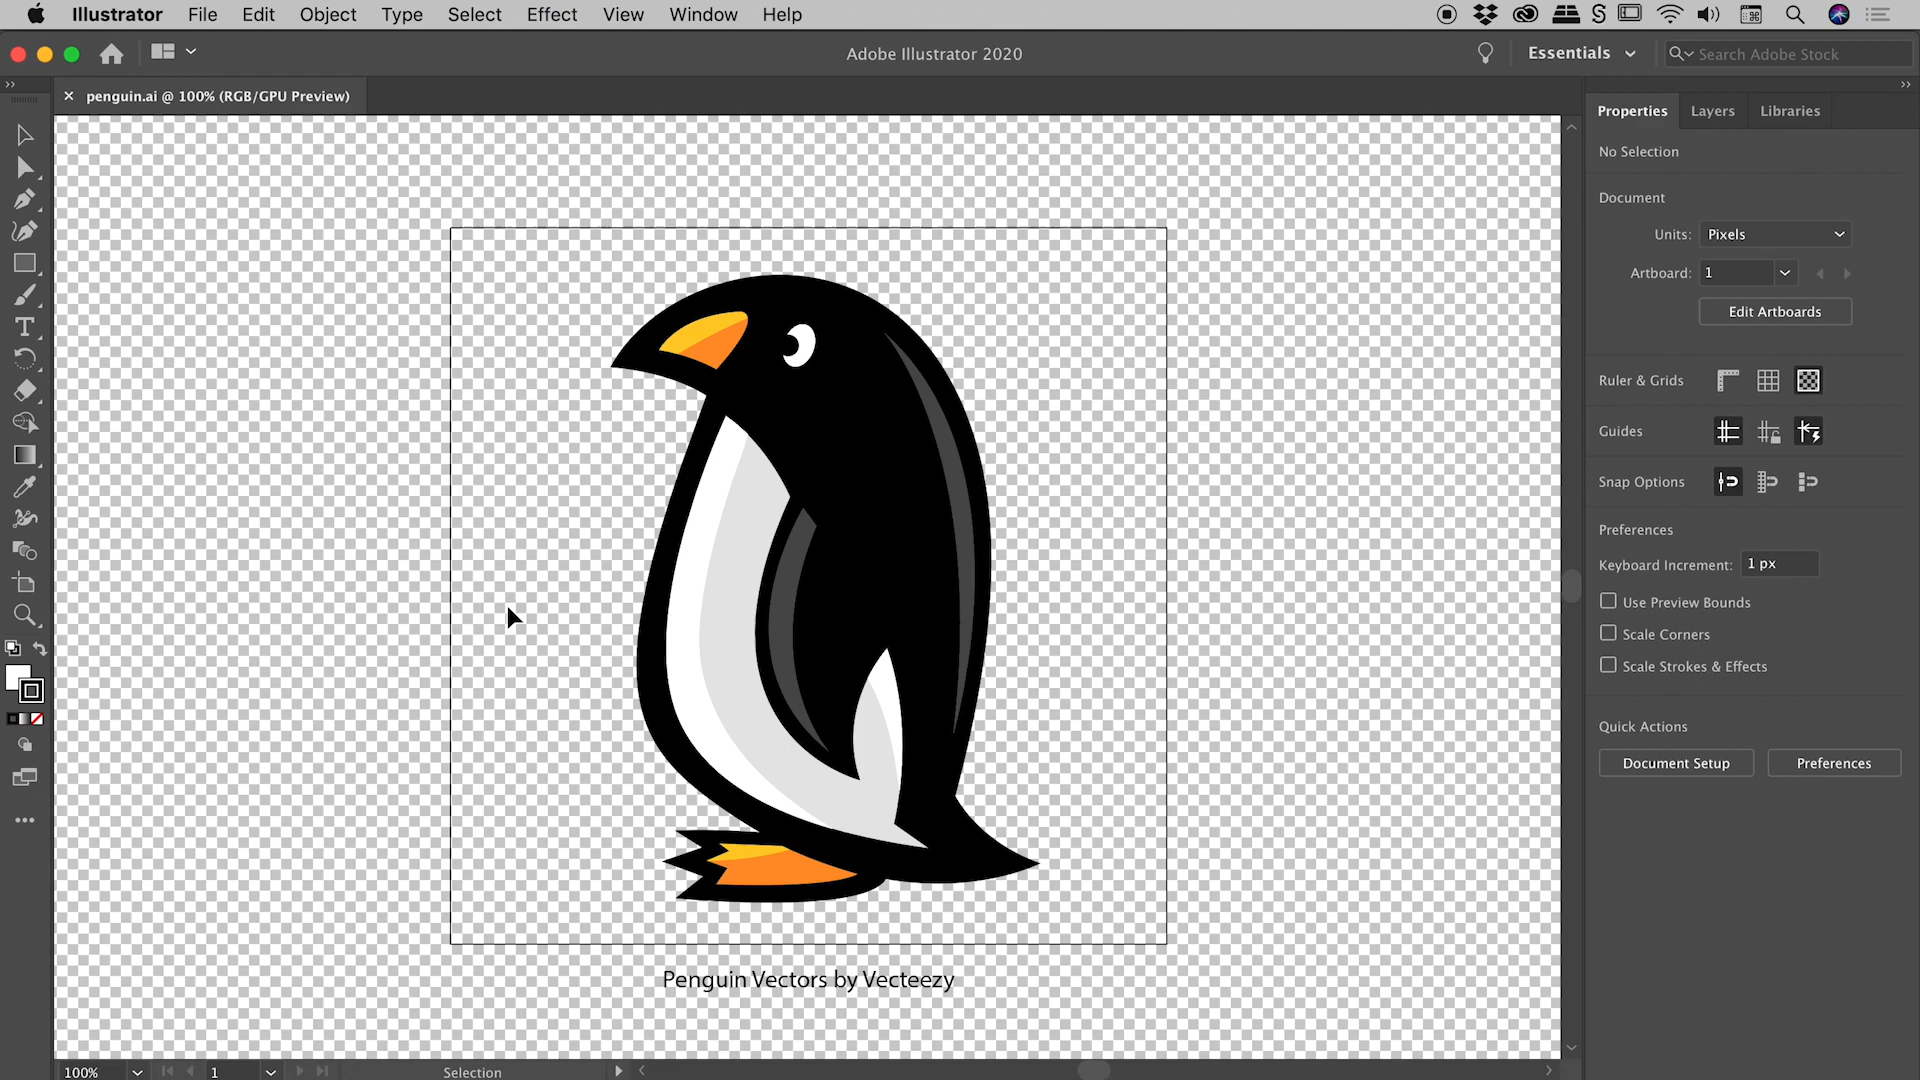 Illustrator File Edit Object Type Select Effect View Window Help
Adobe Illustrator 2020
Essentials
Search Adobe Stock
penguin.ai @ 100% (RGB/GPU Preview)
Properties Layers Libraries
No Selection
Document
Units: Pixels
Artboard: 1
Edit Artboards
Ruler & Grids
Guides
Snap Options
Preferences
Keyboard Increment: 1 px
Use Preview Bounds
Scale Corners
Scale Strokes & Effects
Quick Actions
Document Setup Preferences
Penguin Vectors by Vecteezy
100% 1 Selection